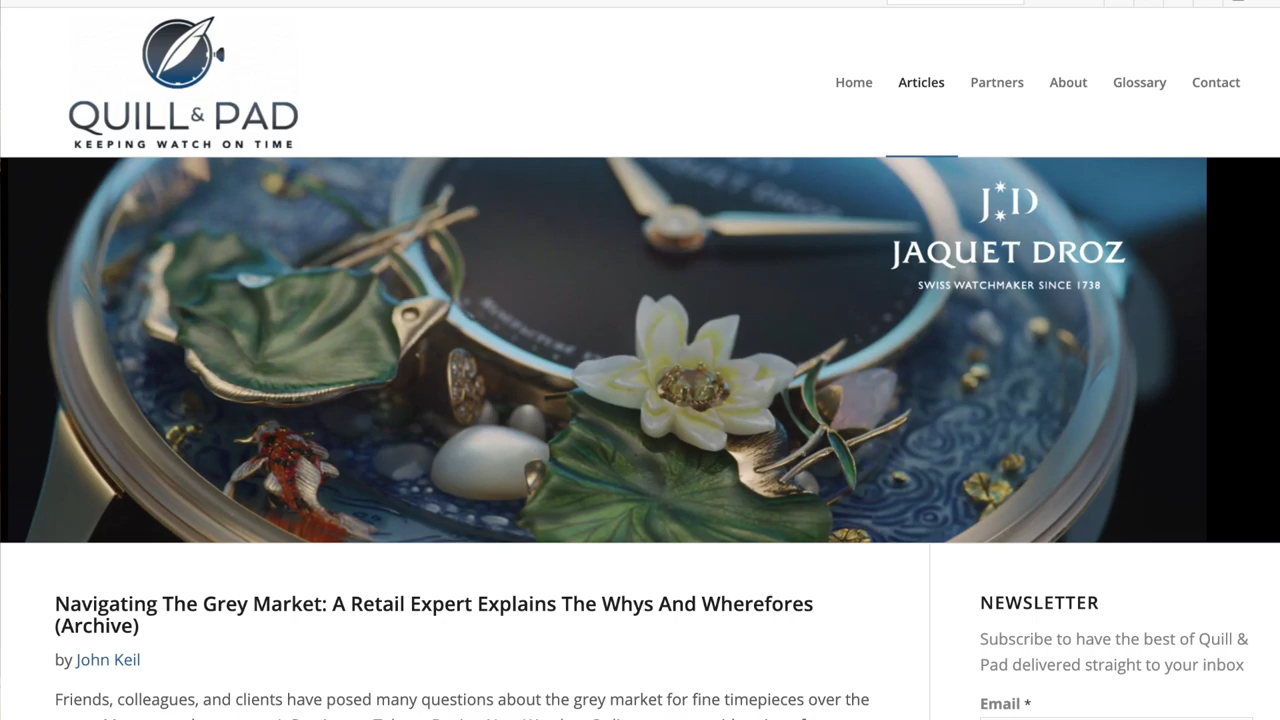 QUILL & PAD
KEEPING WATCH ON TIME
Home Articles Partners About Glossary Contact
JD
JAQUET DROZ
SWISS WATCHMAKER SINCE 1738
Navigating The Grey Market: A Retail Expert Explains The Whys And Wherefores
(Archive)
by John Keil
Friends, colleagues, and clients have posed many questions about the grey market for fine timepieces over the
NEWSLETTER
Subscribe to have the best of Quill &
Pad delivered straight to your inbox
Email *